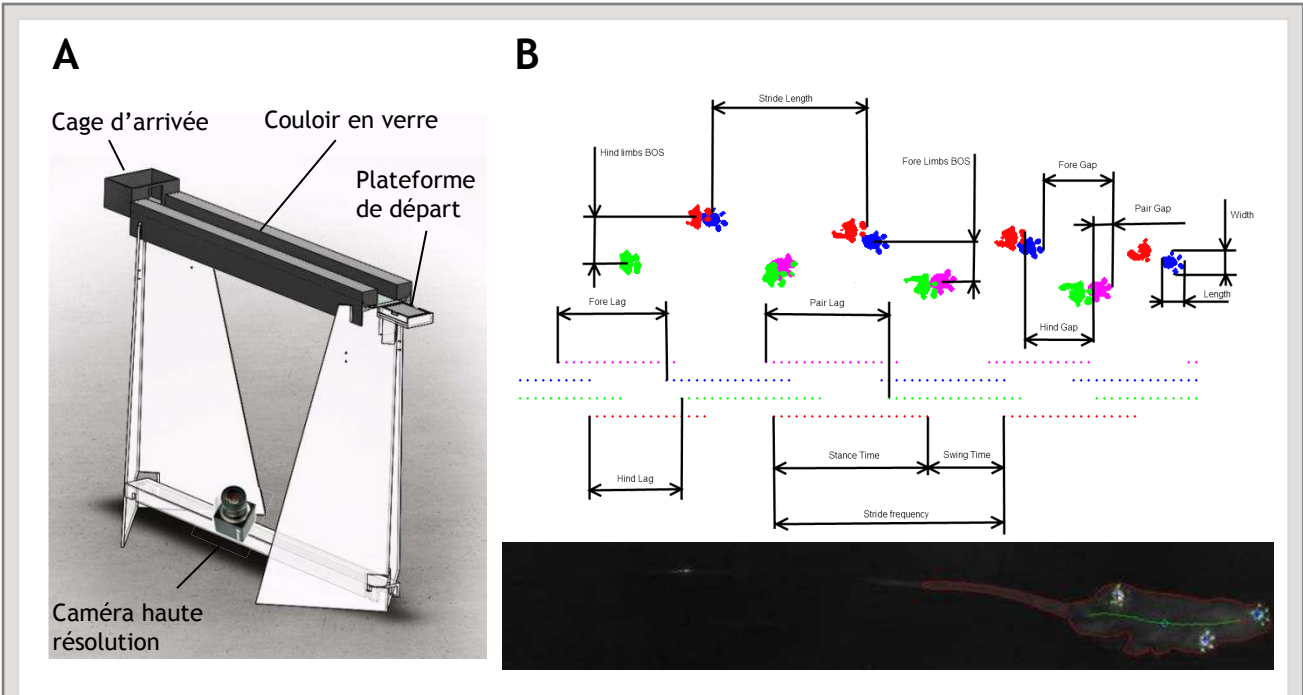 A
Cage d'arrivée
Couloir en verre
Plateforme
de départ
Caméra haute
résolution
B
Stride Length
Hind limbs BOS
Fore Limbs BOS
Fore Gap
Pair Gap
Width
Length
Hind Gap
Fore Lag
Pair Lag
Hind Lag
Stance Time
Swing Time
Stride frequency